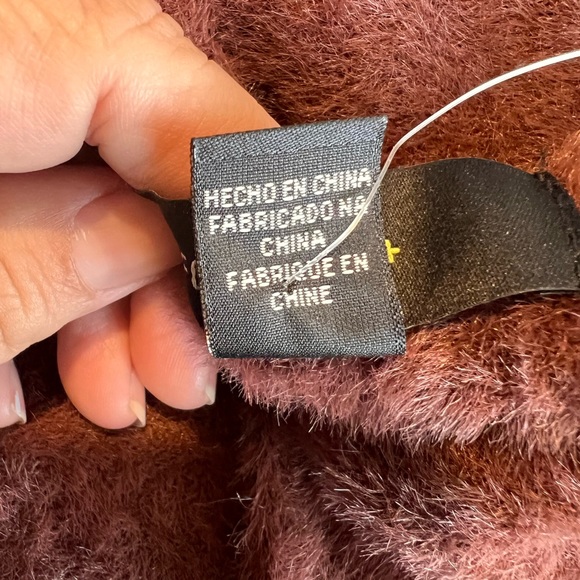 HECHO EN CHINA
FABRICADO NA
CHINA
FABRIQUE EN
CHINE